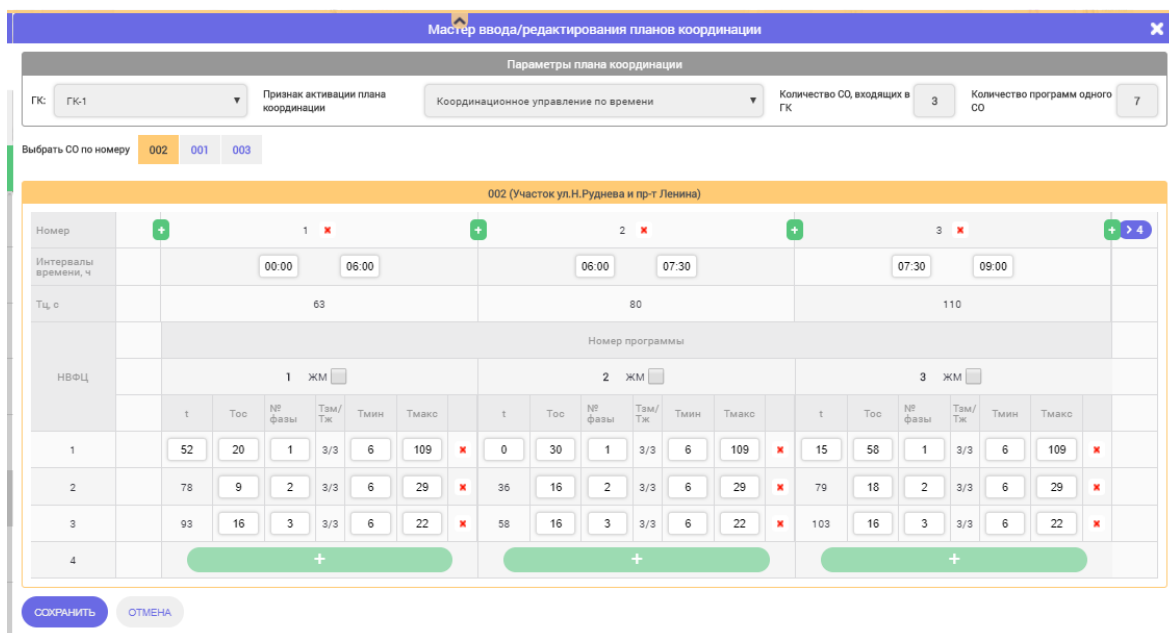 Мастер ввода/редактирования планов координации
Параметры плана координации
ГК: ГК-1 Признак активации плана координации Координационное управление по времени Количество СО, входящих в ГК 3 Количество программ одного СО 7
Выбрать СО по номеру 002 001 003
002 (Участок ул.Н.Руднева и пр-т Ленина)
Номер + 1 + 2 + 3 + > 4
Интервалы времени, ч 00:00 06:00 06:00 07:30 07:30 09:00
Тц, с 63 80 110
Номер программы
НВФЦ 1 ЖМ 2 ЖМ 3 ЖМ
t Тос № фазы Тзм/Тж Тмин Тмакс t Тос № фазы Тзм/Тж Тмин Тмакс t Тос № фазы Тзм/Тж Тмин Тмакс
1 52 20 1 3/3 6 109 0 30 1 3/3 6 109 15 58 1 3/3 6 109
2 78 9 2 3/3 6 29 36 16 2 3/3 6 29 79 18 2 3/3 6 29
3 93 16 3 3/3 6 22 58 16 3 3/3 6 22 103 16 3 3/3 6 22
4 + + +
СОХРАНИТЬ ОТМЕНА